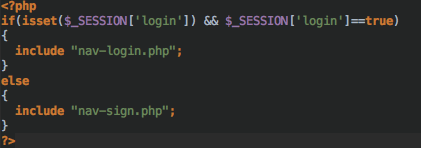 <?php
if(isset($_SESSION['login']) && $_SESSION['login']==true)
{
  include "nav-login.php";
}
else
{
  include "nav-sign.php";
}
?>